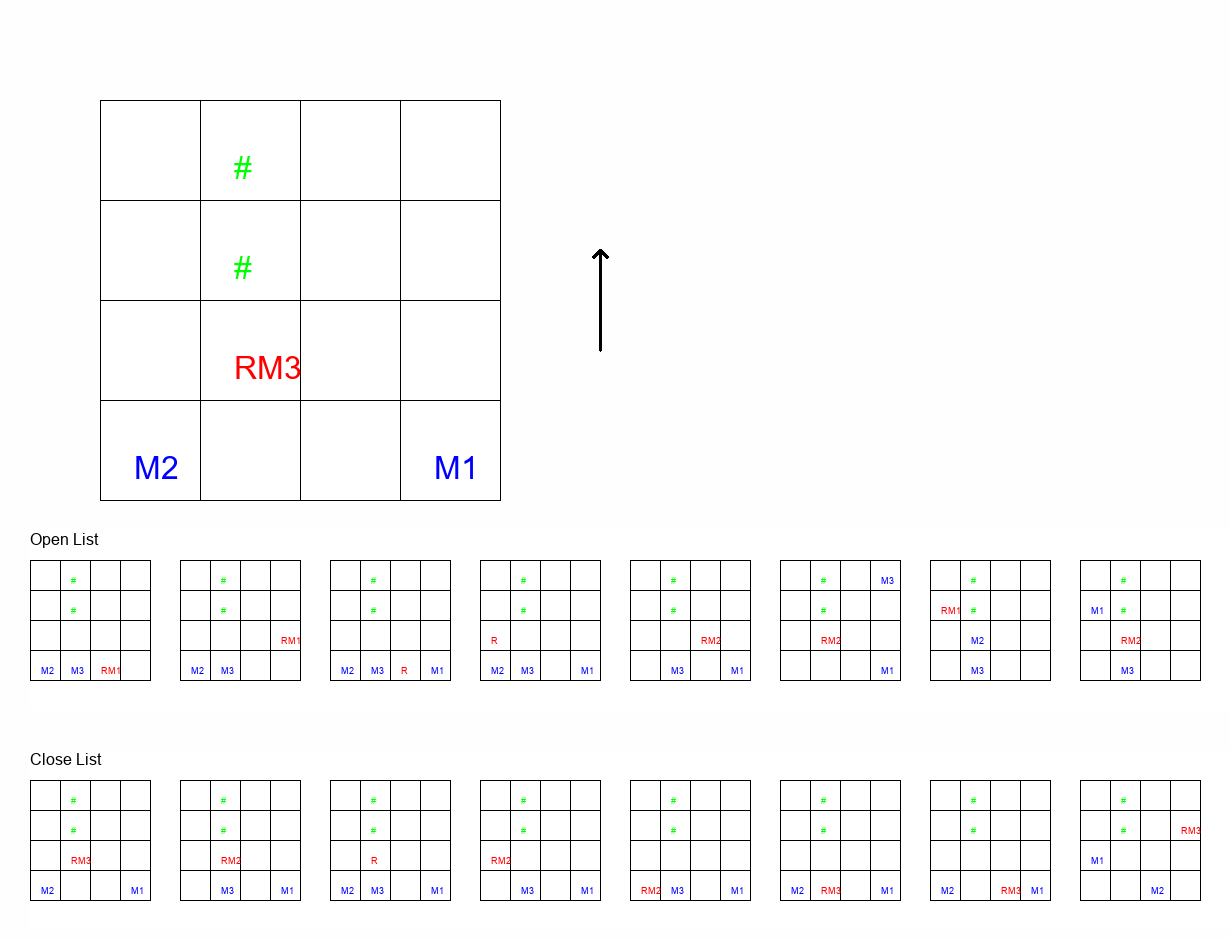 #
#
RM3
M2 M1
Open List
# # # # # # M3 # #
# # # # # # RM1 # M1 #
RM1 R RM2 RM2 M2 RM2
M2 M3 RM1 M2 M3 M2 M3 R M1 M2 M3 M1 M3 M1 M1 M3 M3
Close List
# # # # # # # #
# # # # # # # # RM3
RM3 RM2 R RM2 M1
M2 M1 M3 M1 M2 M3 M1 M3 M1 RM2 M3 M1 M2 RM3 M1 M2 RM3 M1 M2